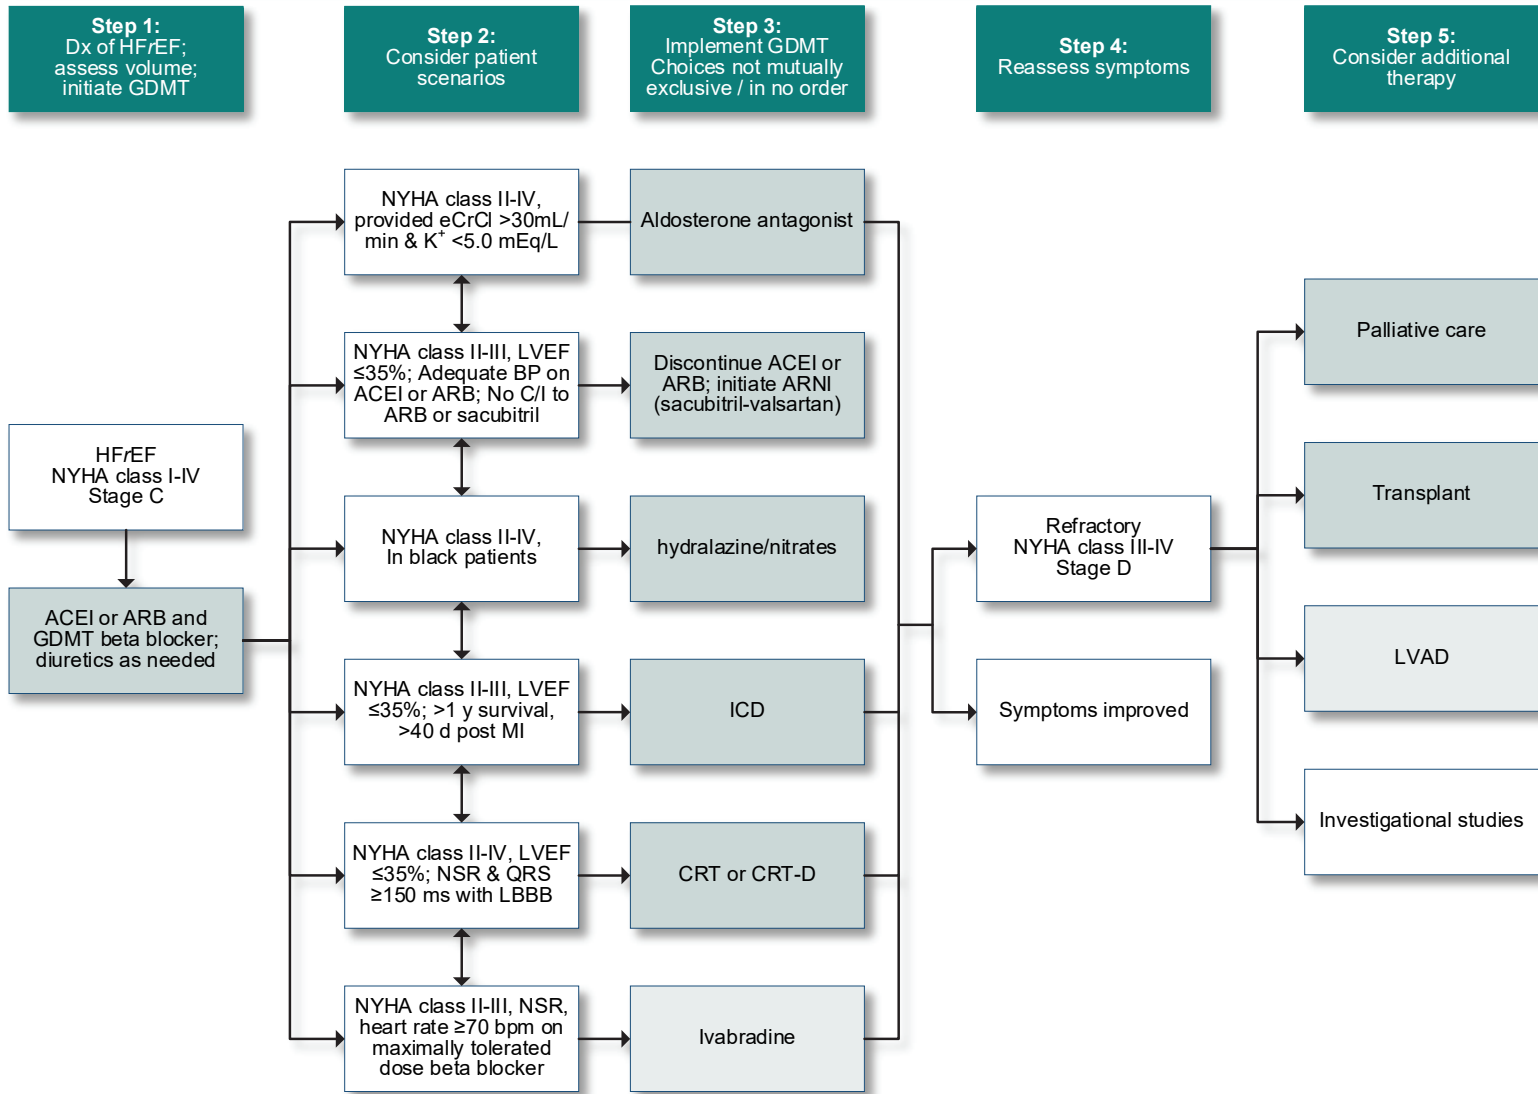 Step 1:
Dx of HFrEF;
assess volume;
initiate GDMT
Step 2:
Consider patient
scenarios
Step 3:
Implement GDMT
Choices not mutually
exclusive / in no order
Step 4:
Reassess symptoms
Step 5:
Consider additional
therapy
HFrEF
NYHA class I-IV
Stage C
ACEI or ARB and
GDMT beta blocker;
diuretics as needed
NYHA class II-IV,
provided eCrCl >30mL/
min & K⁺ <5.0 mEq/L
Aldosterone antagonist
NYHA class II-III, LVEF
≤35%; Adequate BP on
ACEI or ARB; No C/I to
ARB or sacubitril
Discontinue ACEI or
ARB; initiate ARNI
(sacubitril-valsartan)
NYHA class II-IV,
In black patients
hydralazine/nitrates
NYHA class II-III, LVEF
≤35%; >1 y survival,
>40 d post MI
ICD
NYHA class II-IV, LVEF
≤35%; NSR & QRS
≥150 ms with LBBB
CRT or CRT-D
NYHA class II-III, NSR,
heart rate ≥70 bpm on
maximally tolerated
dose beta blocker
Ivabradine
Refractory
NYHA class III-IV
Stage D
Symptoms improved
Palliative care
Transplant
LVAD
Investigational studies